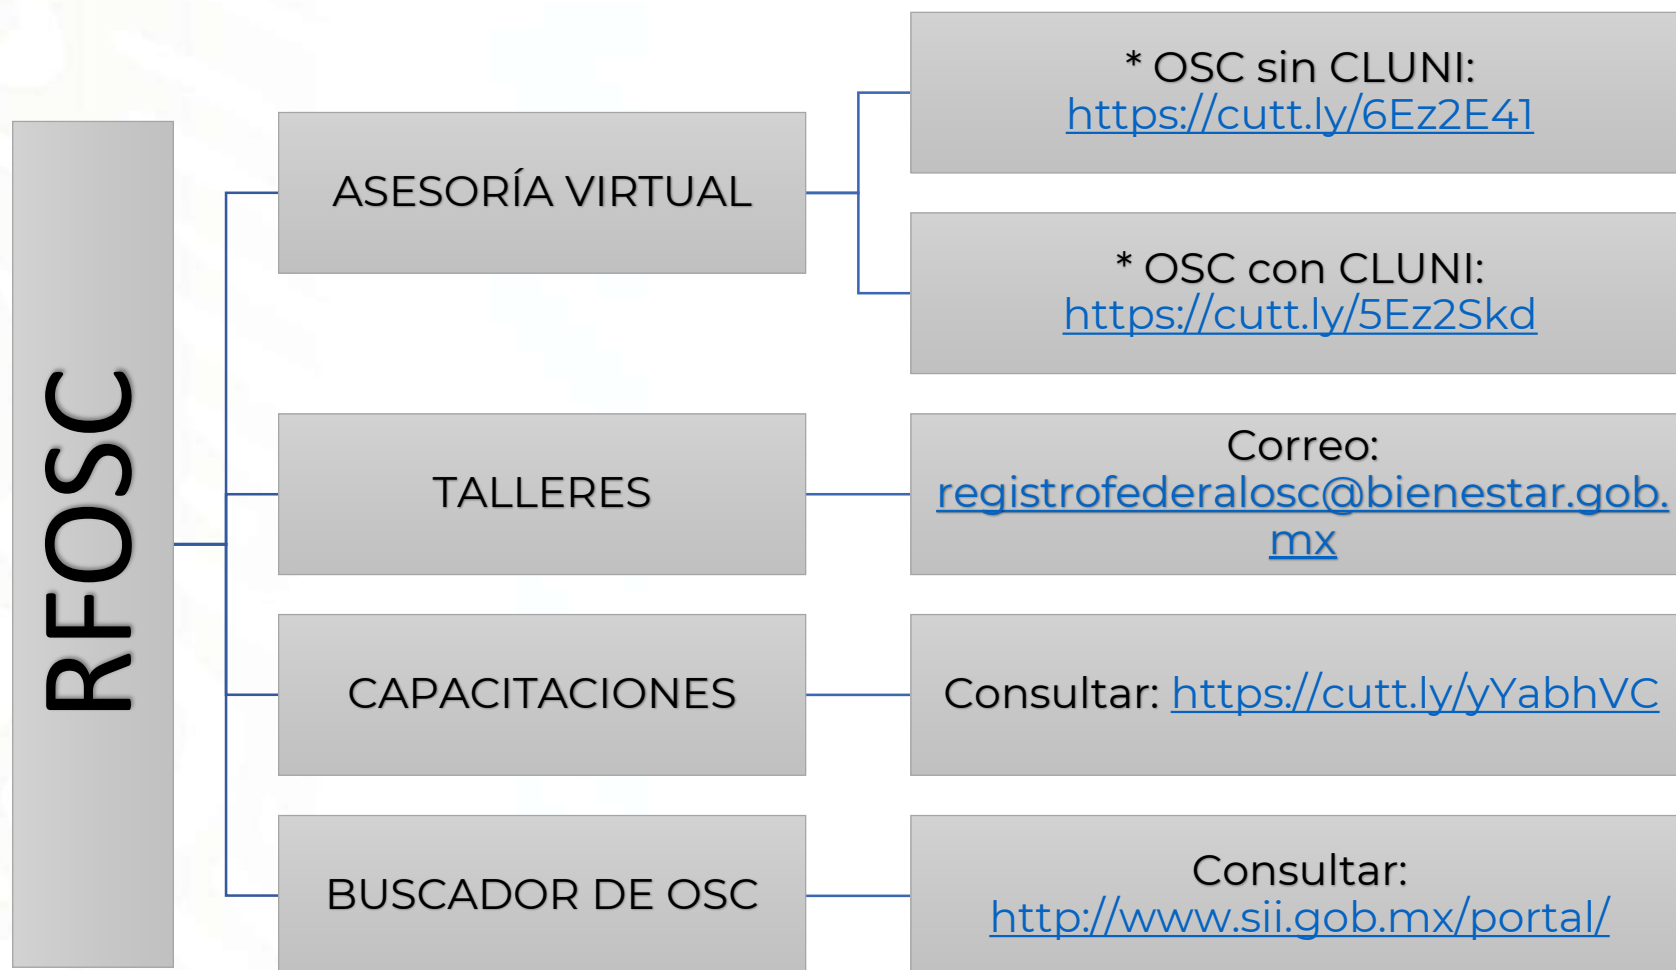 RFOSC
ASESORÍA VIRTUAL
* OSC sin CLUNI:
https://cutt.ly/6Ez2E41
* OSC con CLUNI:
https://cutt.ly/5Ez2Skd
TALLERES
Correo:
registrofederalosc@bienestar.gob.
mx
CAPACITACIONES
Consultar: https://cutt.ly/yYabhVC
BUSCADOR DE OSC
Consultar:
http://www.sii.gob.mx/portal/